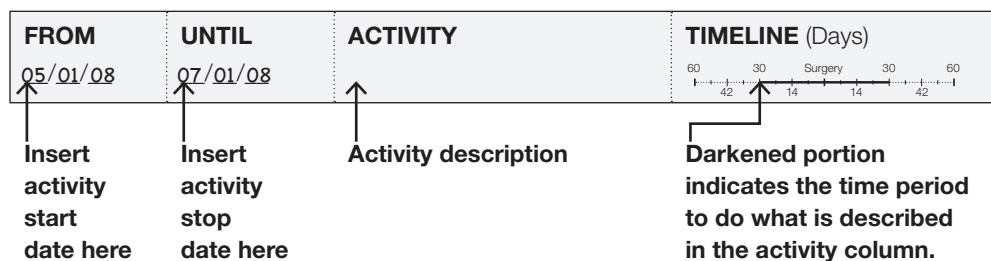 FROM UNTIL ACTIVITY TIMELINE (Days)
05/01/08 07/01/08
60 30 Surgery 30 60
42 14 14 42
Insert activity start date here
Insert activity stop date here
Activity description
Darkened portion
indicates the time period
to do what is described
in the activity column.